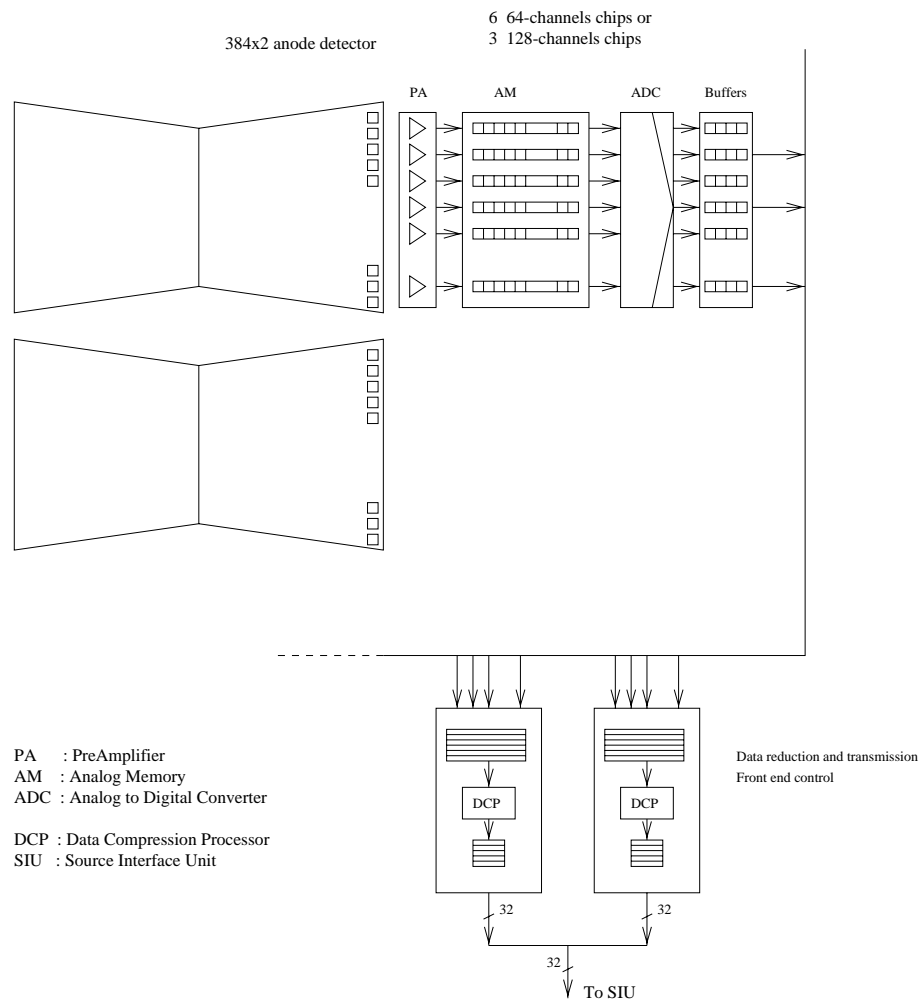 6 64-channels chips or
3 128-channels chips
384x2 anode detector
PA
AM
ADC
Buffers
PA : PreAmplifier
AM : Analog Memory
ADC : Analog to Digital Converter
DCP : Data Compression Processor
SIU : Source Interface Unit
DCP
DCP
Data reduction and transmission
Front end control
32
32
32
To SIU